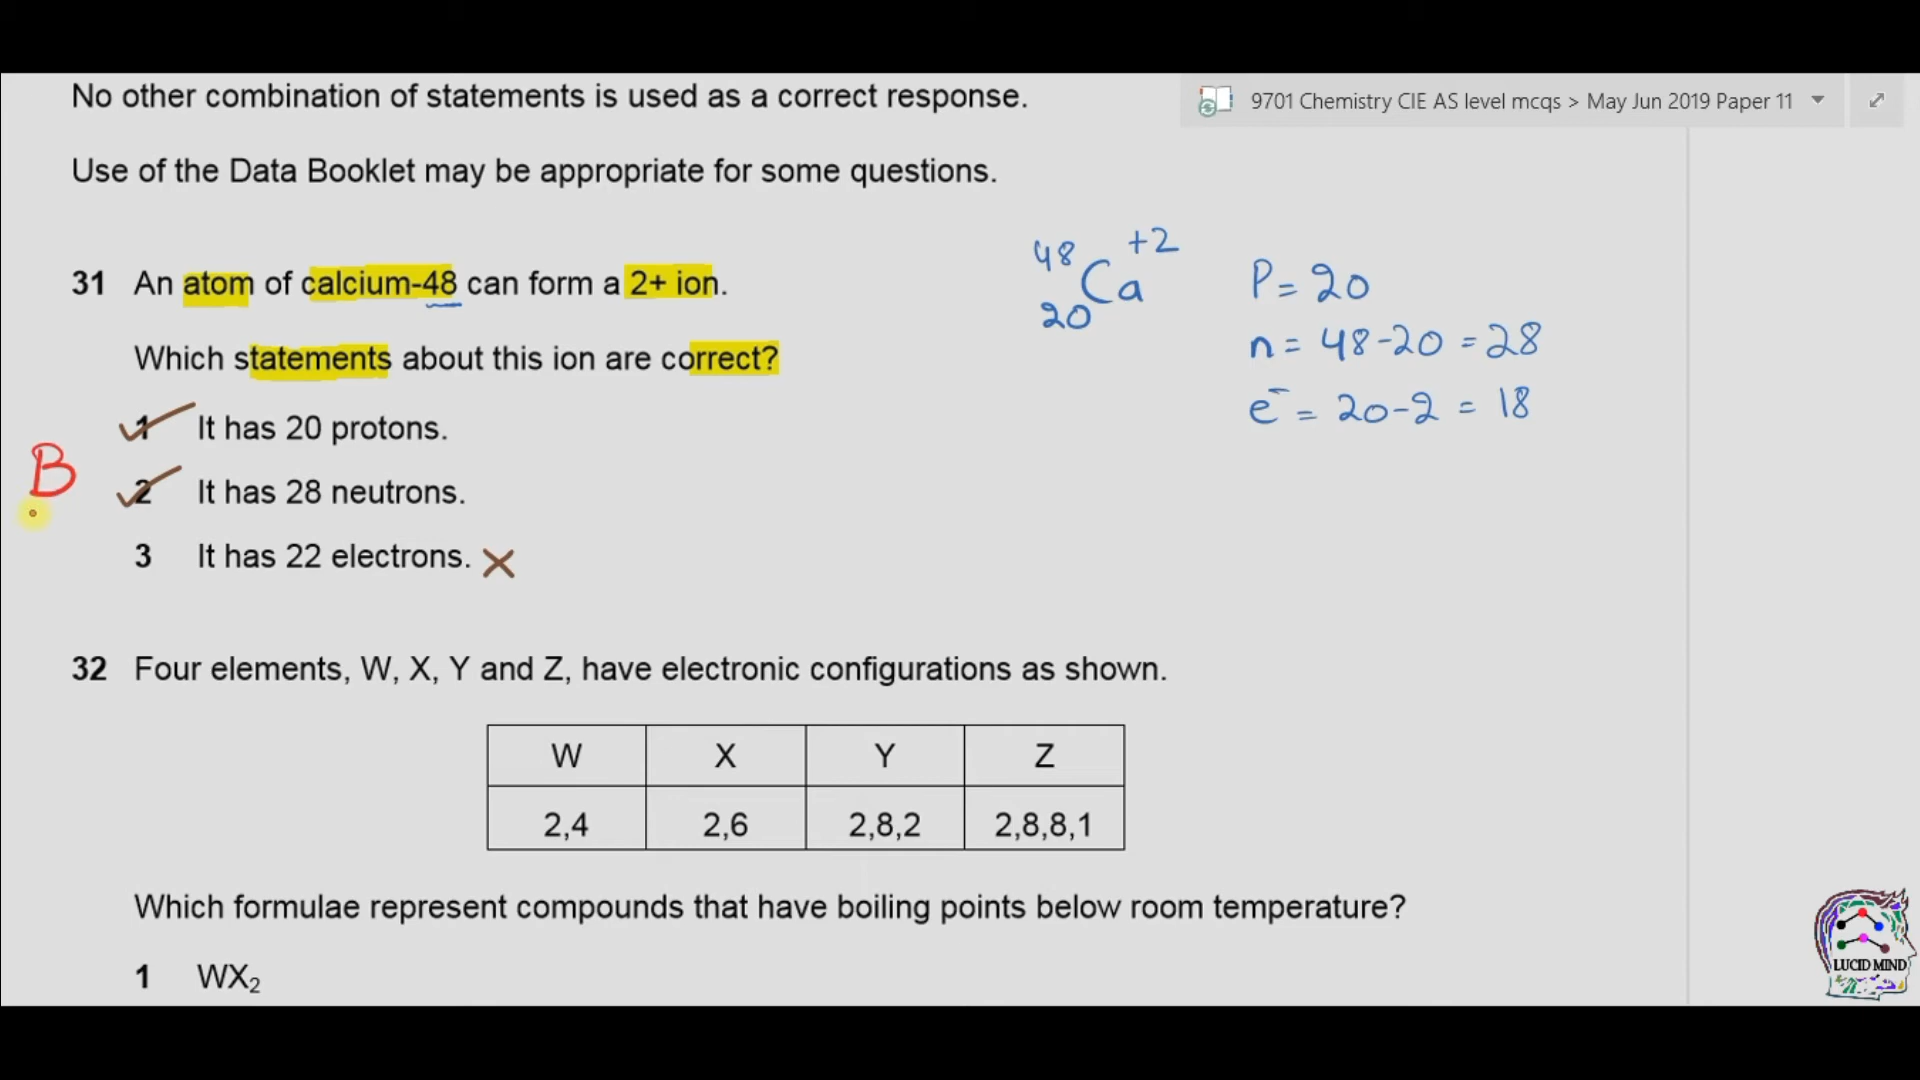 No other combination of statements is used as a correct response.
9701 Chemistry CIE AS level mcqs > May Jun 2019 Paper 11
Use of the Data Booklet may be appropriate for some questions.
31 An atom of calcium-48 can form a 2+ ion.
48 +2
Ca
20
P = 20
Which statements about this ion are correct?
n = 48-20 = 28
e⁻ = 20-2 = 18
1 It has 20 protons.
B
2 It has 28 neutrons.
3 It has 22 electrons.
32 Four elements, W, X, Y and Z, have electronic configurations as shown.
W X Y Z
2,4 2,6 2,8,2 2,8,8,1
Which formulae represent compounds that have boiling points below room temperature?
1 WX₂
LUCID MIND